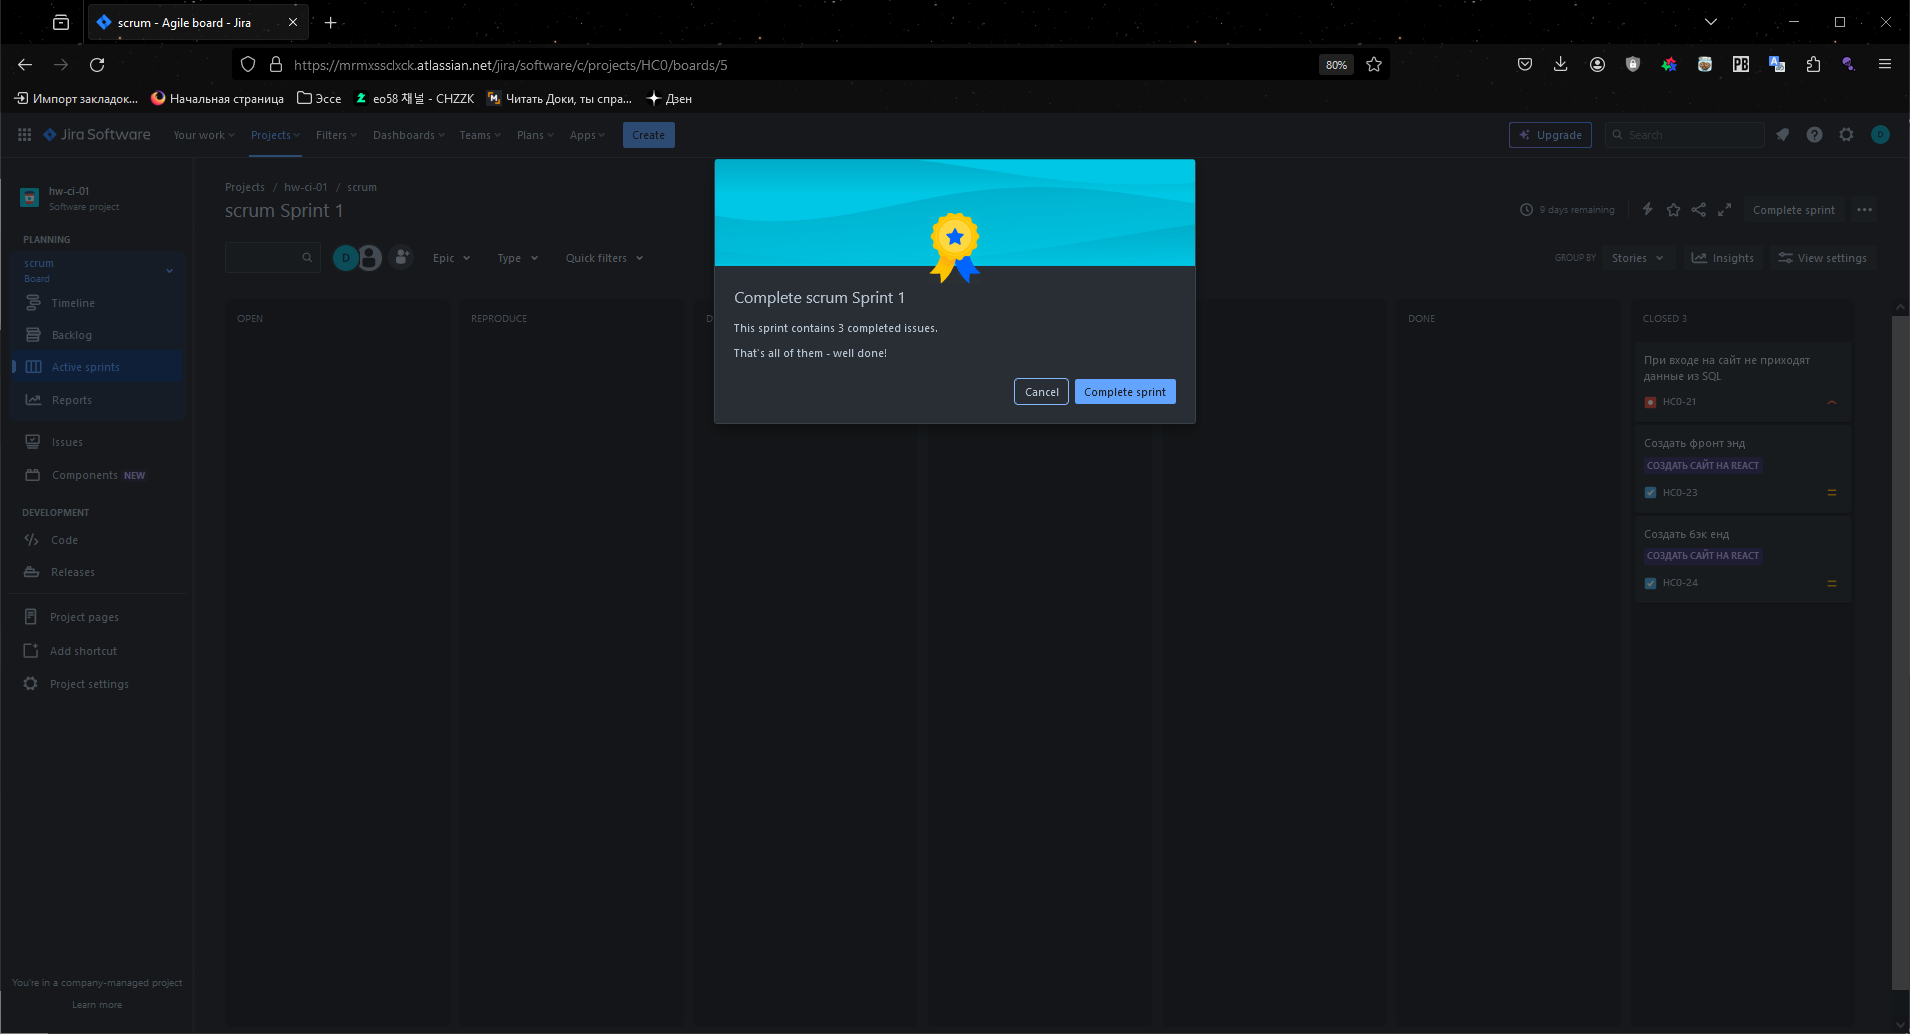 scrum - Agile board - Jira
https://mrmxssclxck.atlassian.net/jira/software/c/projects/HC0/boards/5
80%
Импорт закладок...
Начальная страница
Эссе
eo58 채널 - CHZZK
Читать Доки, ты спра...
Дзен
Jira Software
Your work
Projects
Filters
Dashboards
Teams
Plans
Apps
Create
Upgrade
Search
D
hw-ci-01
Software project
PLANNING
scrum
Board
Timeline
Backlog
Active sprints
Reports
Issues
Components NEW
DEVELOPMENT
Code
Releases
Project pages
Add shortcut
Project settings
You're in a company-managed project
Learn more
Projects / hw-ci-01 / scrum
scrum Sprint 1
9 days remaining
Complete sprint
D
Epic
Type
Quick filters
GROUP BY
Stories
Insights
View settings
OPEN
REPRODUCE
D
DONE
CLOSED 3
При входе на сайт не приходят
данные из SQL
HC0-21
Создать фронт энд
СОЗДАТЬ САЙТ НА REACT
HC0-23
Создать бэк енд
СОЗДАТЬ САЙТ НА REACT
HC0-24
Complete scrum Sprint 1
This sprint contains 3 completed issues.
That's all of them - well done!
Cancel
Complete sprint